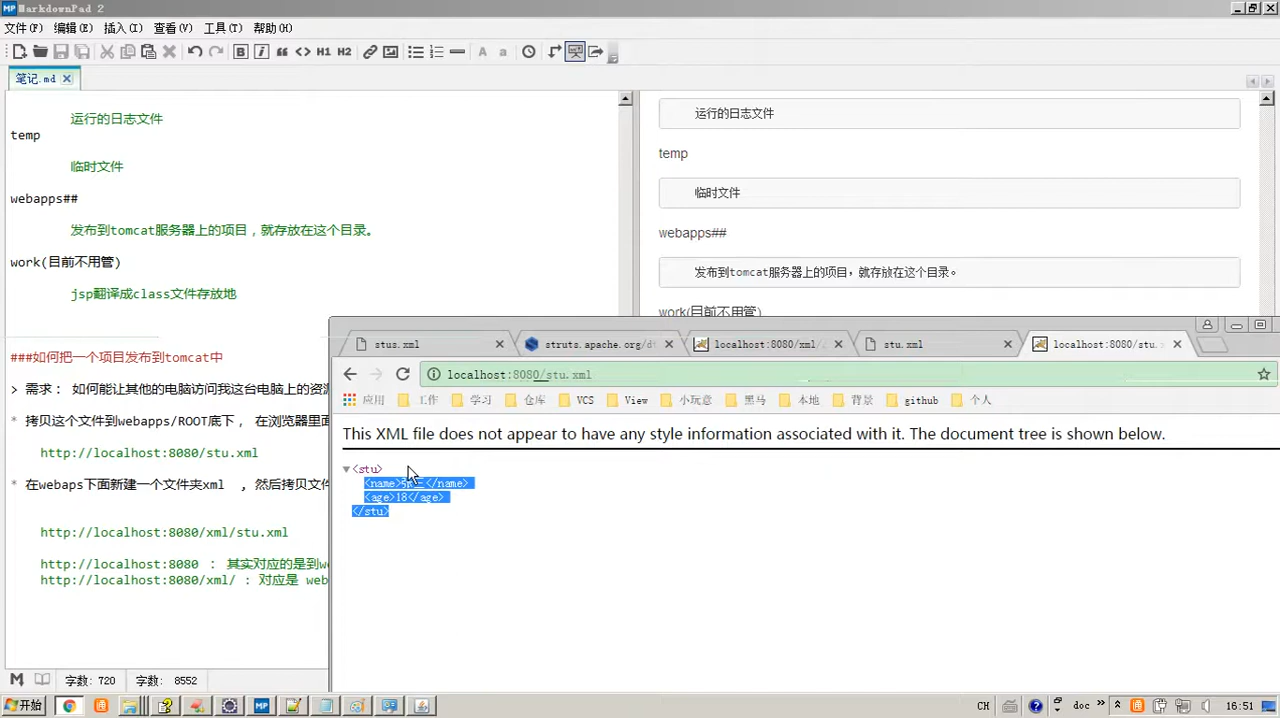 MarkdownPad 2
文件(F) 编辑(E) 插入(I) 查看(V) 工具(T) 帮助(H)
B i “ <> H1 H2 A a
笔记.md
运行的日志文件
temp
临时文件
webapps##
发布到tomcat服务器上的项目，就存放在这个目录。
work(目前不用管)
jsp翻译成class文件存放地
###如何把一个项目发布到tomcat中
> 需求： 如何能让其他的电脑访问我这台电脑上的资源
* 拷贝这个文件到webapps/ROOT底下， 在浏览器里面
http://localhost:8080/stu.xml
* 在webaps下面新建一个文件夹xml ，然后拷贝文件
http://localhost:8080/xml/stu.xml
http://localhost:8080 ： 其实对应的是到
http://localhost:8080/xml/ : 对应是 web
运行的日志文件
temp
临时文件
webapps##
发布到tomcat服务器上的项目，就存放在这个目录。
work(目前不用管)
stus.xml struts.apache.org/dt localhost:8080/xml/ stu.xml localhost:8080/stu.
localhost:8080/stu.xml
应用 工作 学习 仓库 VCS View 小玩意 黑马 本地 背景 github 个人
This XML file does not appear to have any style information associated with it. The document tree is shown below.
<stu>
<name>张三</name>
<age>18</age>
</stu>
字数: 720 字数: 8552
开始 CH doc » 16:51